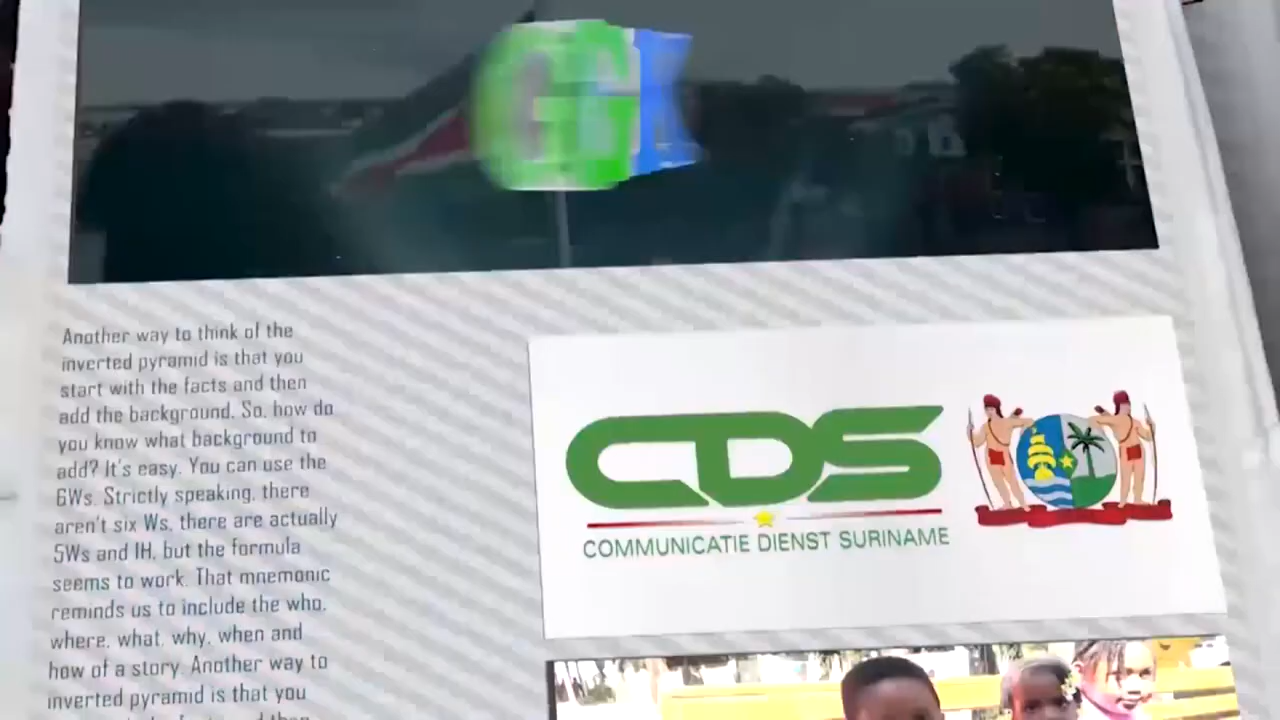 Another way to think of the
inverted pyramid is that you
start with the facts and then
add the background. So, how do
you know what background to
add? It's easy. You can use the
6Ws. Strictly speaking, there
aren't six Ws, there are actually
5Ws and 1H, but the formula
seems to work. That mnemonic
reminds us to include the who,
where, what, why, when and
how of a story. Another way to
inverted pyramid is that you
CDS
COMMUNICATIE DIENST SURINAME